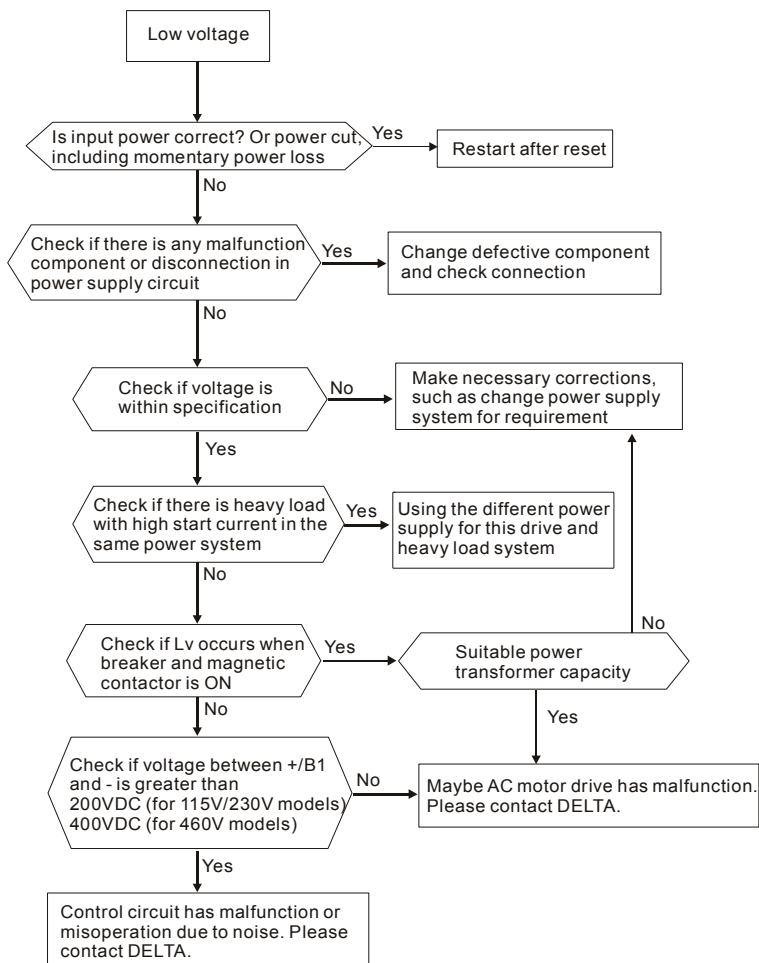 Low voltage
Is input power correct? Or power cut,
including momentary power loss
Yes
Restart after reset
No
Check if there is any malfunction
component or disconnection in
power supply circuit
Yes
Change defective component
and check connection
No
Check if voltage is
within specification
No
Make necessary corrections,
such as change power supply
system for requirement
Yes
Check if there is heavy load
with high start current in the
same power system
Yes
Using the different power
supply for this drive and
heavy load system
No
Check if Lv occurs when
breaker and magnetic
contactor is ON
Yes
Suitable power
transformer capacity
No
Yes
No
Check if voltage between +/B1
and - is greater than
200VDC (for 115V/230V models)
400VDC (for 460V models)
No
Maybe AC motor drive has malfunction.
Please contact DELTA.
Yes
Control circuit has malfunction or
misoperation due to noise. Please
contact DELTA.